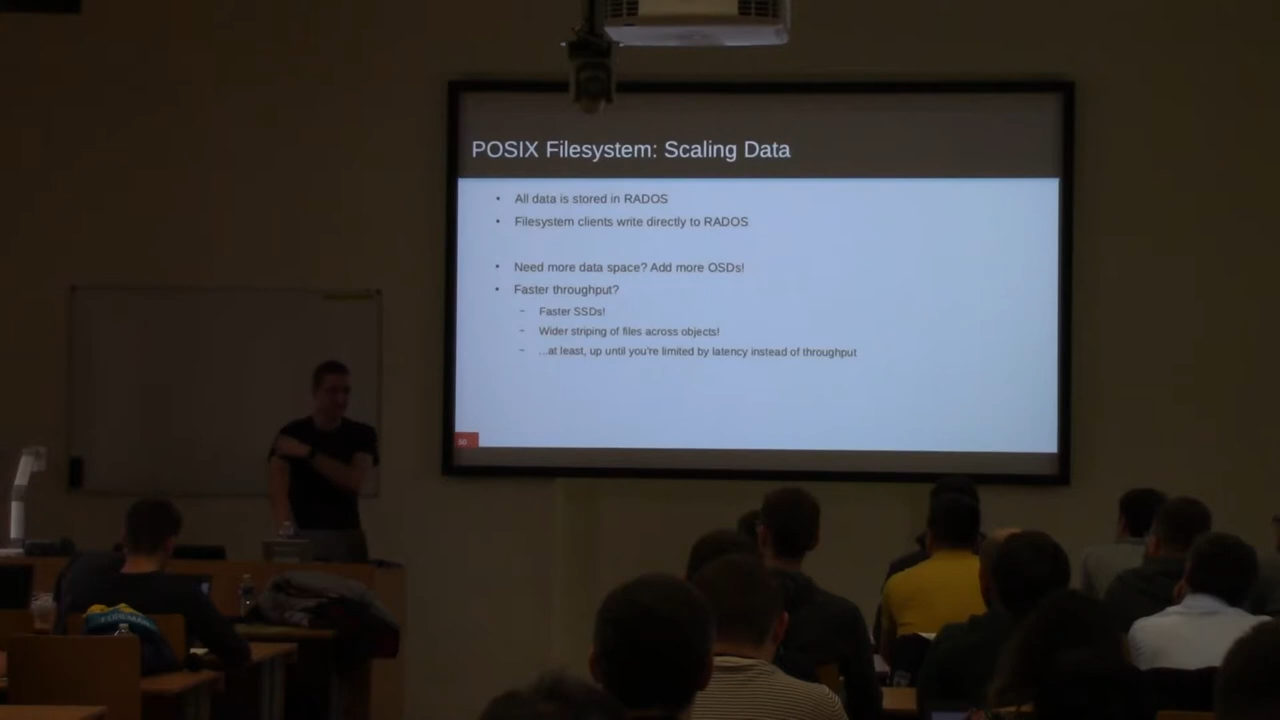 POSIX Filesystem: Scaling Data
• All data is stored in RADOS
• Filesystem clients write directly to RADOS
• Need more data space? Add more OSDs!
• Faster throughput?
– Faster SSDs!
– Wider striping of files across objects!
– ...at least, up until you're limited by latency instead of throughput
50